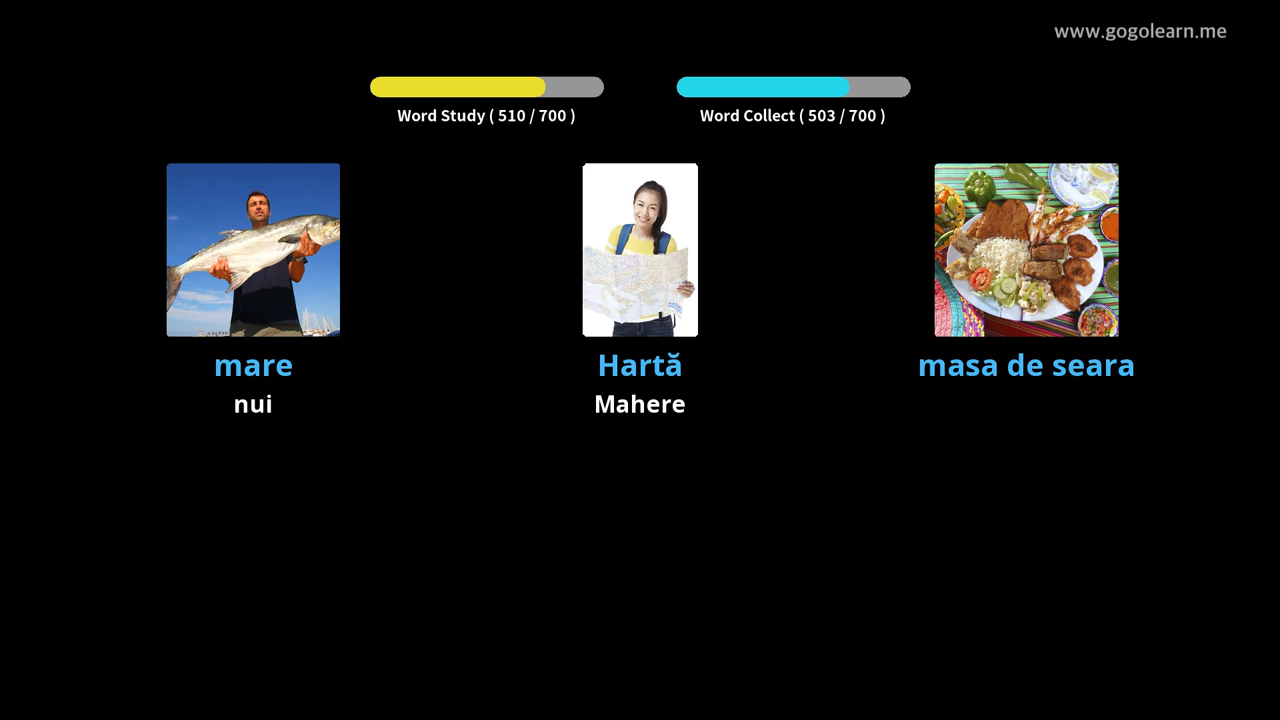 www.gogolearn.me
Word Study ( 510 / 700 )
Word Collect ( 503 / 700 )
mare
nui
Hartă
Mahere
masa de seara